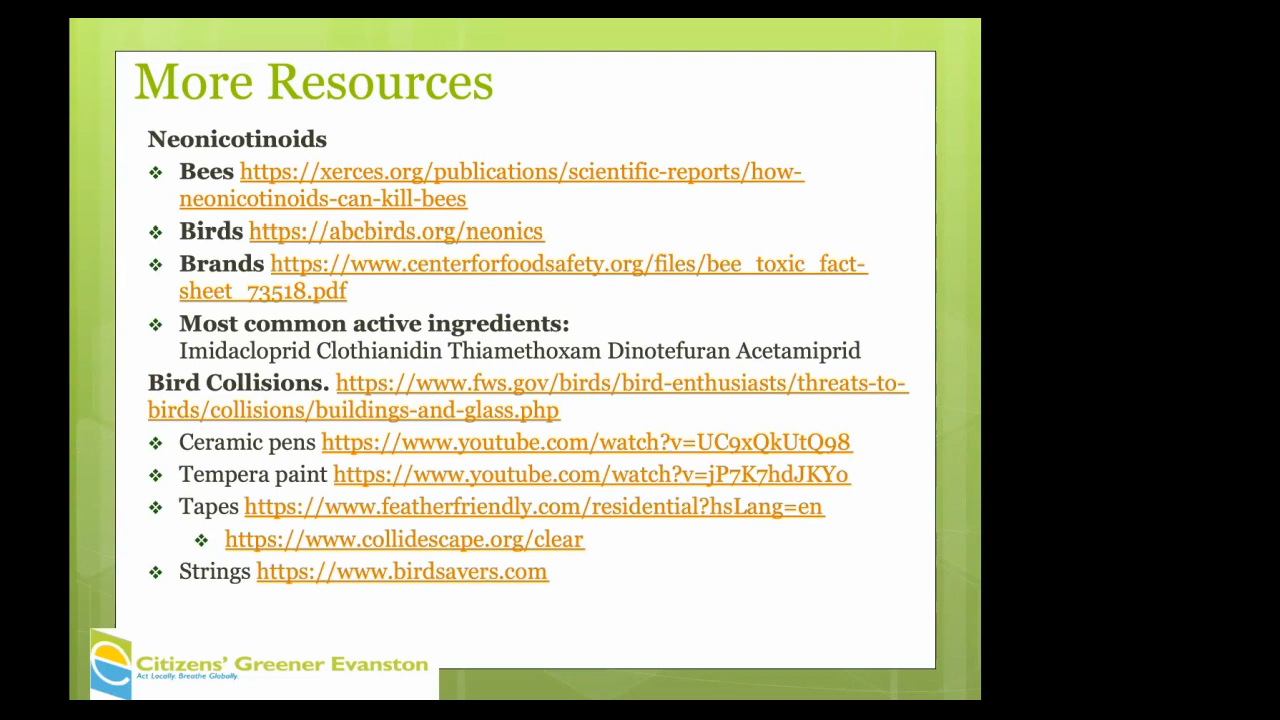 More Resources
Neonicotinoids
❖ Bees https://xerces.org/publications/scientific-reports/how-
neonicotinoids-can-kill-bees
❖ Birds https://abcbirds.org/neonics
❖ Brands https://www.centerforfoodsafety.org/files/bee_toxic_fact-
sheet_73518.pdf
❖ Most common active ingredients:
Imidacloprid Clothianidin Thiamethoxam Dinotefuran Acetamiprid
Bird Collisions. https://www.fws.gov/birds/bird-enthusiasts/threats-to-
birds/collisions/buildings-and-glass.php
❖ Ceramic pens https://www.youtube.com/watch?v=UC9xQkUtQ98
❖ Tempera paint https://www.youtube.com/watch?v=jP7K7hdJKYo
❖ Tapes https://www.featherfriendly.com/residential?hsLang=en
❖ https://www.collidescape.org/clear
❖ Strings https://www.birdsavers.com
Citizens' Greener Evanston
Act Locally. Breathe Globally.